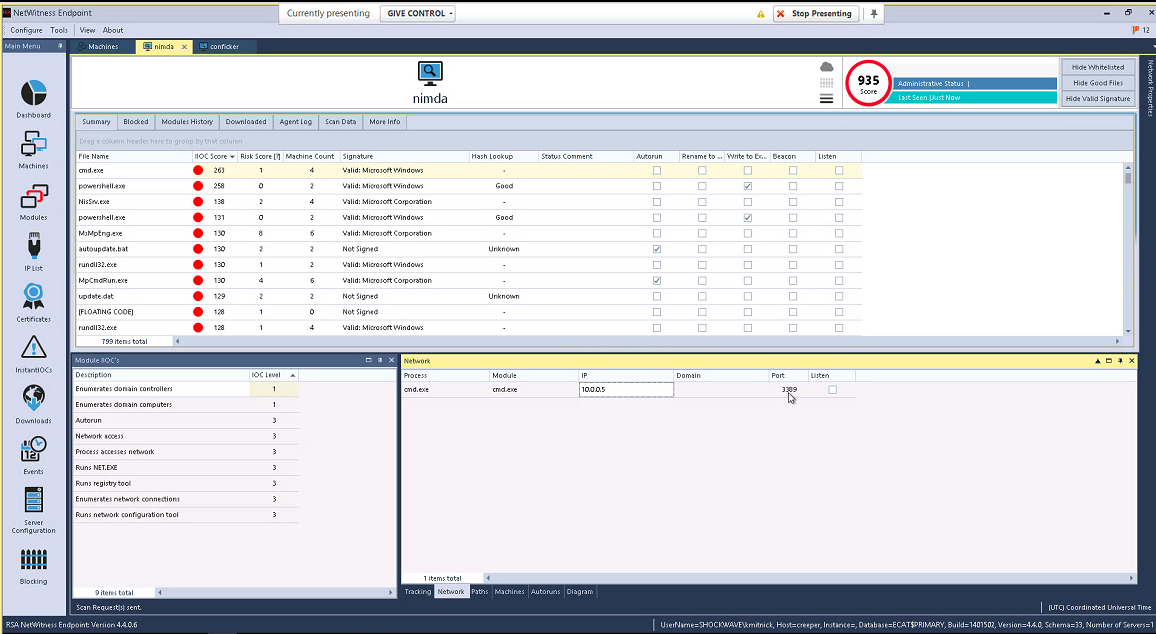 NetWitness Endpoint
Currently presenting
GIVE CONTROL
Stop Presenting
Configure Tools View About
12
Main Menu
Machines
nimda
conficker
Dashboard
Machines
Modules
IP List
Certificates
InstantIOCs
Downloads
Events
Server
Configuration
Blocking
nimda
935
Score
Administrative Status |
Last Seen |Just Now
Hide Whitelisted
Hide Good Files
Hide Valid Signature
Network Properties
Summary Blocked Modules History Downloaded Agent Log Scan Data More Info
Drag a column header here to group by that column
File Name IIOC Score Risk Score [?] Machine Count Signature Hash Lookup Status Comment Autorun Rename to ... Write to Ex... Beacon Listen
cmd.exe 263 1 4 Valid: Microsoft Windows -
powershell.exe 258 0 2 Valid: Microsoft Windows Good
NisSrv.exe 138 2 4 Valid: Microsoft Corporation -
powershell.exe 131 0 2 Valid: Microsoft Windows Good
MsMpEng.exe 130 8 6 Valid: Microsoft Corporation -
autoupdate.bat 130 2 2 Not Signed Unknown
rundll32.exe 130 1 2 Valid: Microsoft Windows -
MpCmdRun.exe 130 4 6 Valid: Microsoft Corporation -
update.dat 129 2 2 Not Signed Unknown
[FLOATING CODE] 128 1 0 Not Signed -
rundll32.exe 128 1 4 Valid: Microsoft Windows -
799 items total
Module IIOC's
Description IOC Level
Enumerates domain controllers 1
Enumerates domain computers 1
Autorun 3
Network access 3
Process accesses network 3
Runs NET.EXE 3
Runs registry tool 3
Enumerates network connections 3
Runs network configuration tool 3
9 items total
Network
Process Module IP Domain Port Listen
cmd.exe cmd.exe 10.0.0.5 3389
1 items total
Tracking Network Paths Machines Autoruns Diagram
Scan Request[s] sent.
(UTC) Coordinated Universal Time
RSA NetWitness Endpoint: Version 4.4.0.6
UserName=SHOCKWAVE\kmitnick, Host=creeper, Instance=, Database=ECAT$PRIMARY, Build=1401502, Version=4.4.0, Schema=33, Number of Servers=1